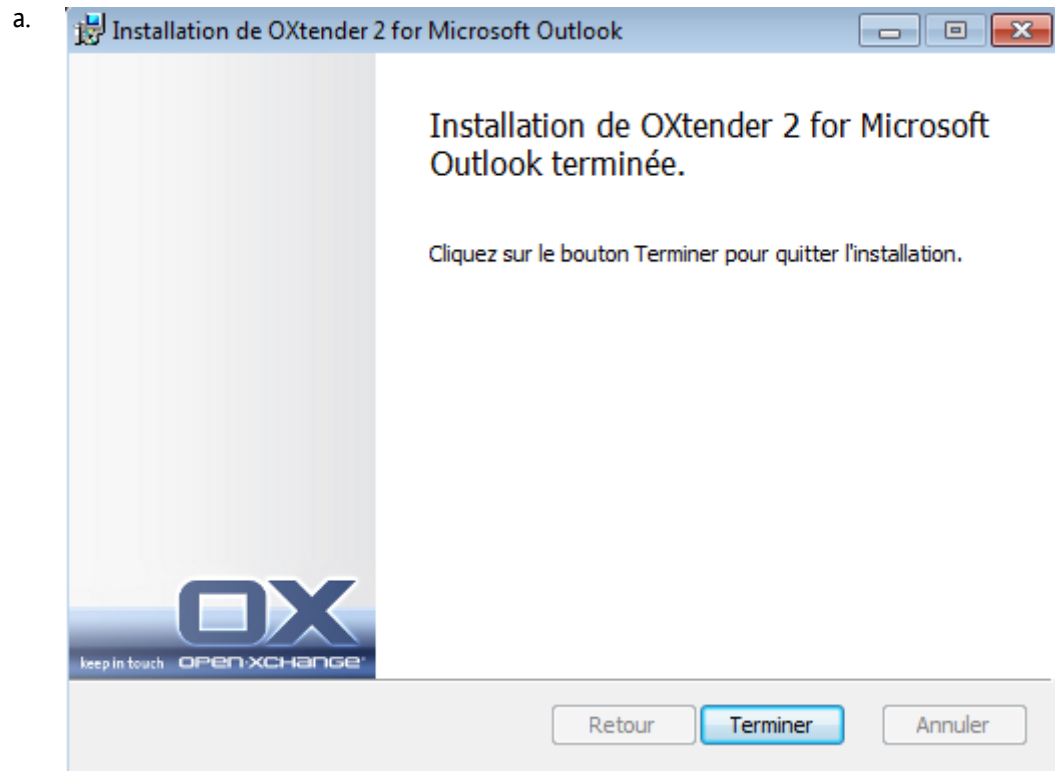 a.
Installation de OXtender 2 for Microsoft Outlook
Installation de OXtender 2 for Microsoft
Outlook terminée.
Cliquez sur le bouton Terminer pour quitter l'installation.
OX
keep in touch OPEN·XCHANGE
Retour Terminer Annuler